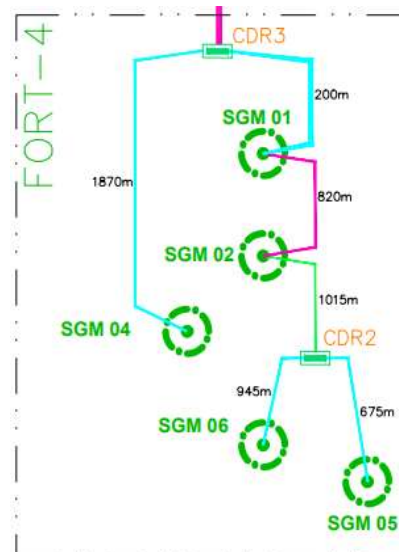 CDR3
FORT-4
200m
SGM 01
1870m
820m
SGM 02
1015m
SGM 04
CDR2
945m
675m
SGM 06
SGM 05